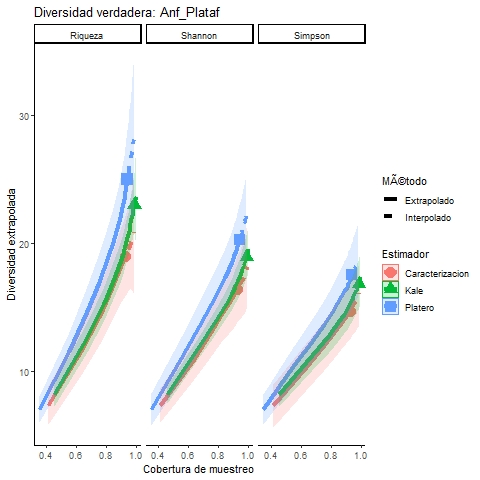 Diversidad verdadera: Anf_Plataf
Riqueza Shannon Simpson
30
20
10
Diversidad extrapolada
0.4 0.6 0.8 1.0 0.4 0.6 0.8 1.0 0.4 0.6 0.8 1.0
Cobertura de muestreo
MÃ©todo
Extrapolado
Interpolado
Estimador
Caracterizacion
Kale
Platero